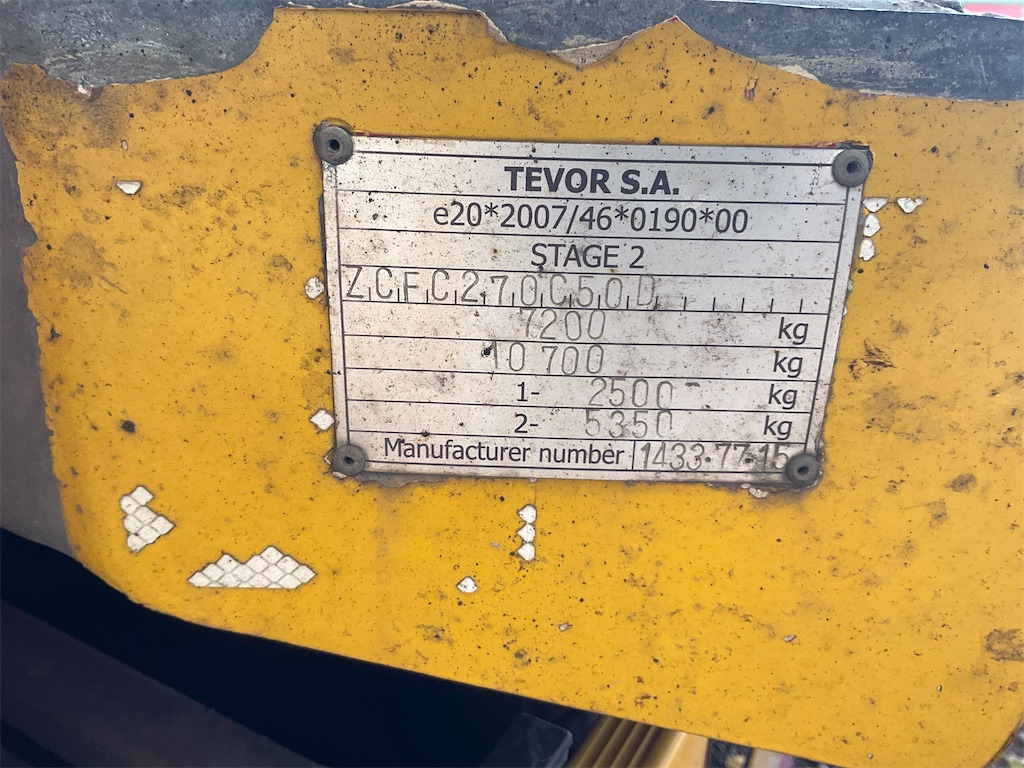 TEVOR S.A.
e20*2007/46*0190*00
STAGE 2
ZCFC270C50D
7200 kg
10 700 kg
1- 2500 kg
2- 5350 kg
Manufacturer number 1433-77-15